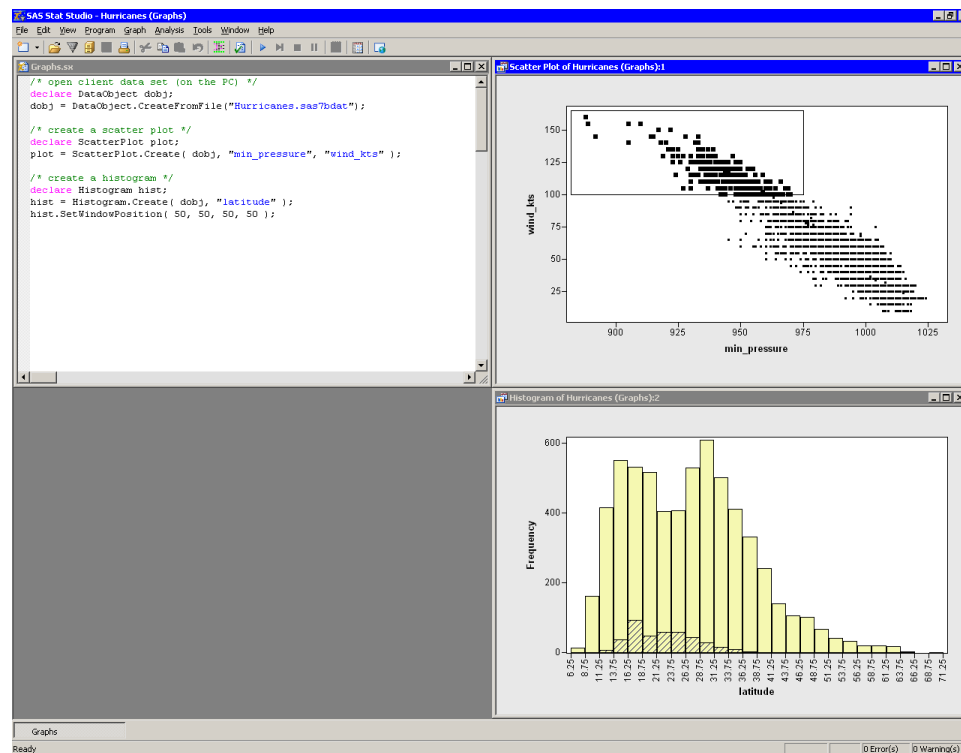 SAS Stat Studio - Hurricanes (Graphs)
File Edit View Program Graph Analysis Tools Window Help
Graphs.sx
/* open client data set (on the PC) */
declare DataObject dobj;
dobj = DataObject.CreateFromFile("Hurricanes.sas7bdat");
/* create a scatter plot */
declare ScatterPlot plot;
plot = ScatterPlot.Create( dobj, "min_pressure", "wind_kts" );
/* create a histogram */
declare Histogram hist;
hist = Histogram.Create( dobj, "latitude" );
hist.SetWindowPosition( 50, 50, 50, 50 );
Scatter Plot of Hurricanes (Graphs):1
wind_kts
150
125
100
75
50
25
900 925 950 975 1000 1025
min_pressure
Histogram of Hurricanes (Graphs):2
Frequency
600
400
200
0
6.25 8.75 11.25 13.75 16.25 18.75 21.25 23.75 26.25 28.75 31.25 33.75 36.25 38.75 41.25 43.75 46.25 48.75 51.25 53.75 56.25 58.75 61.25 63.75 66.25 68.75 71.25
latitude
Graphs
Ready
0 Error(s) 0 Warning(s)